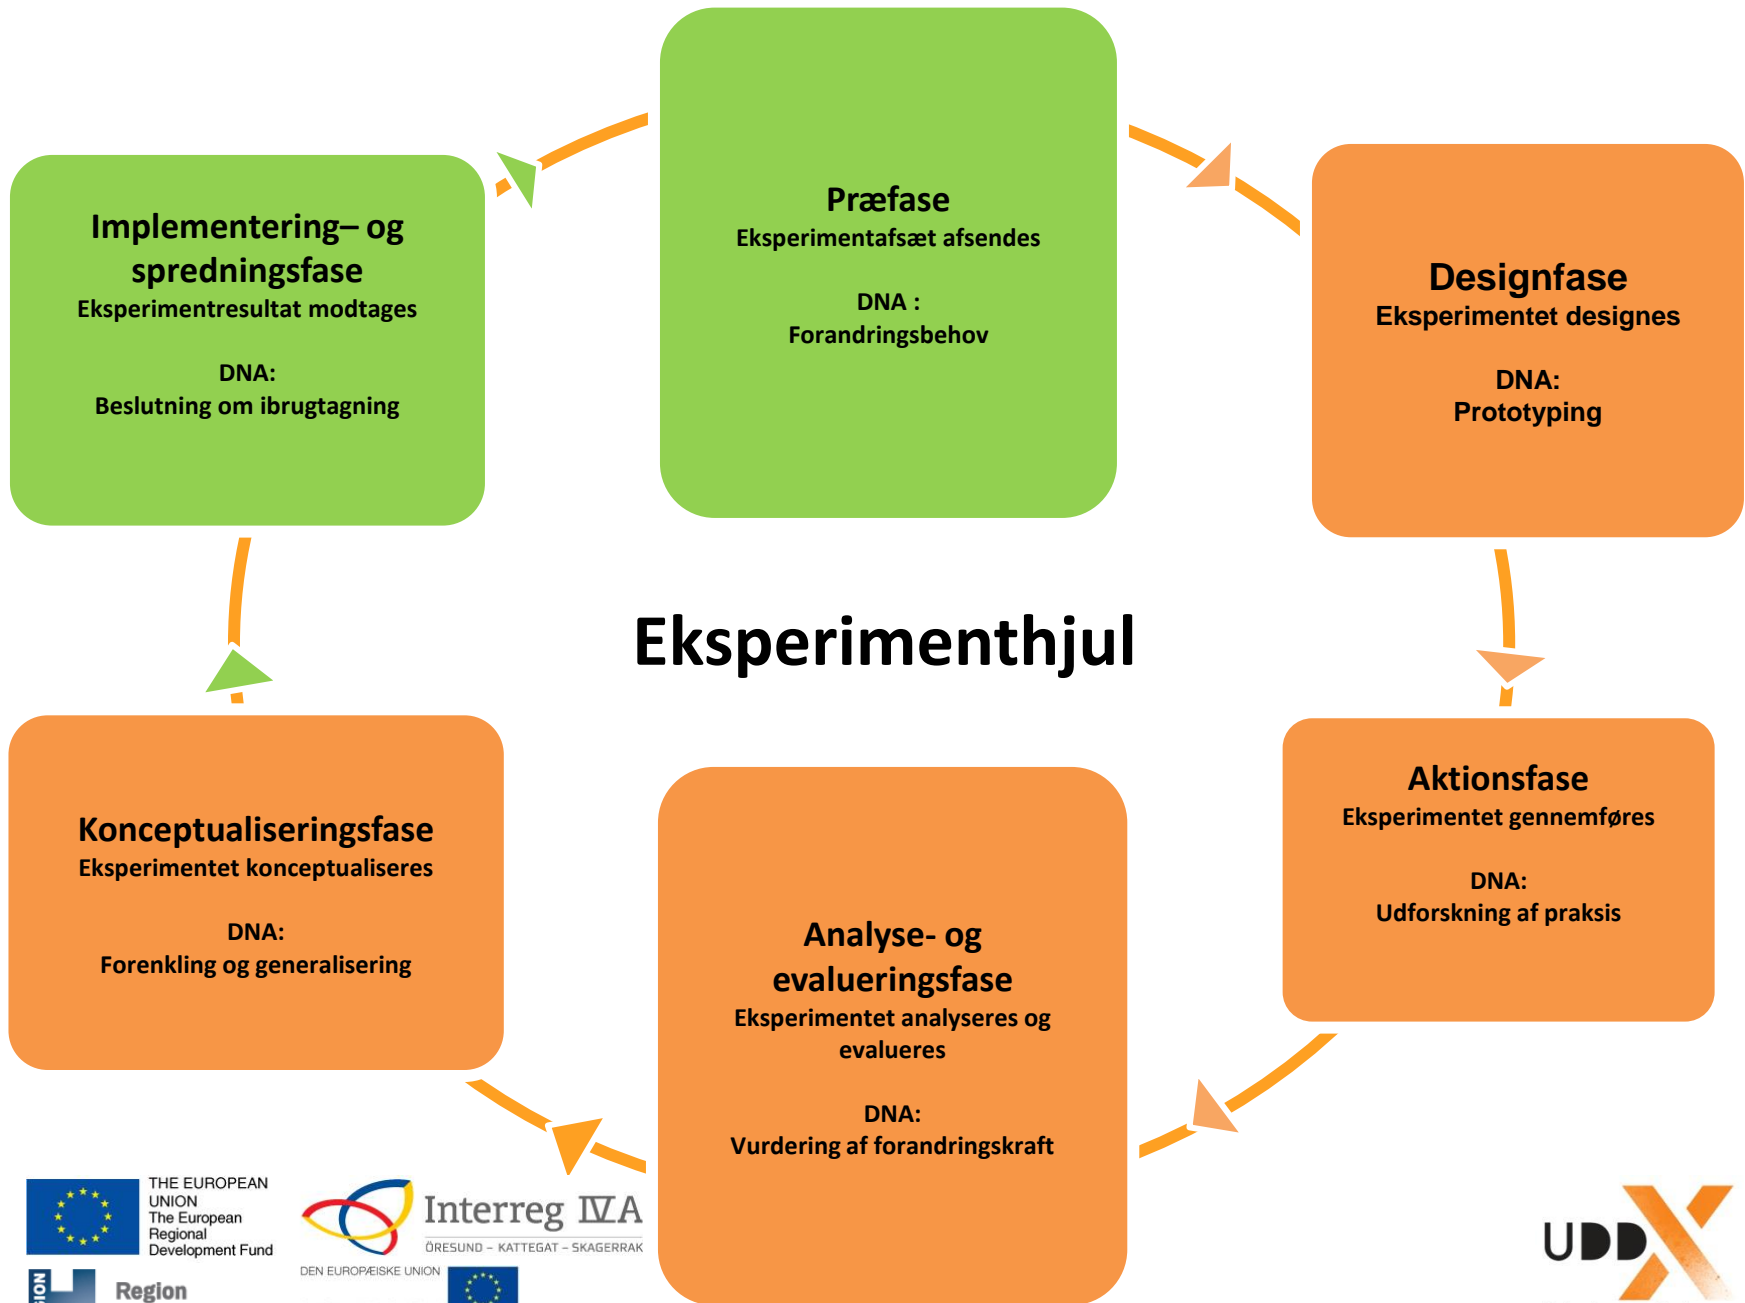 Præfase
Eksperimentafsæt afsendes
DNA :
Forandringsbehov
Implementering– og
spredningsfase
Eksperimentresultat modtages
DNA:
Beslutning om ibrugtagning
Designfase
Eksperimentet designes
DNA:
Prototyping
Eksperimenthjul
Konceptualiseringsfase
Eksperimentet konceptualiseres
DNA:
Forenkling og generalisering
Analyse- og
evalueringsfase
Eksperimentet analyseres og
evalueres
DNA:
Vurdering af forandringskraft
Aktionsfase
Eksperimentet gennemføres
DNA:
Udforskning af praksis
THE EUROPEAN
UNION
The European
Regional
Development Fund
Interreg IVA
ÖRESUND – KATTEGAT – SKAGERRAK
DEN EUROPÆISKE UNION
Region
UDDX